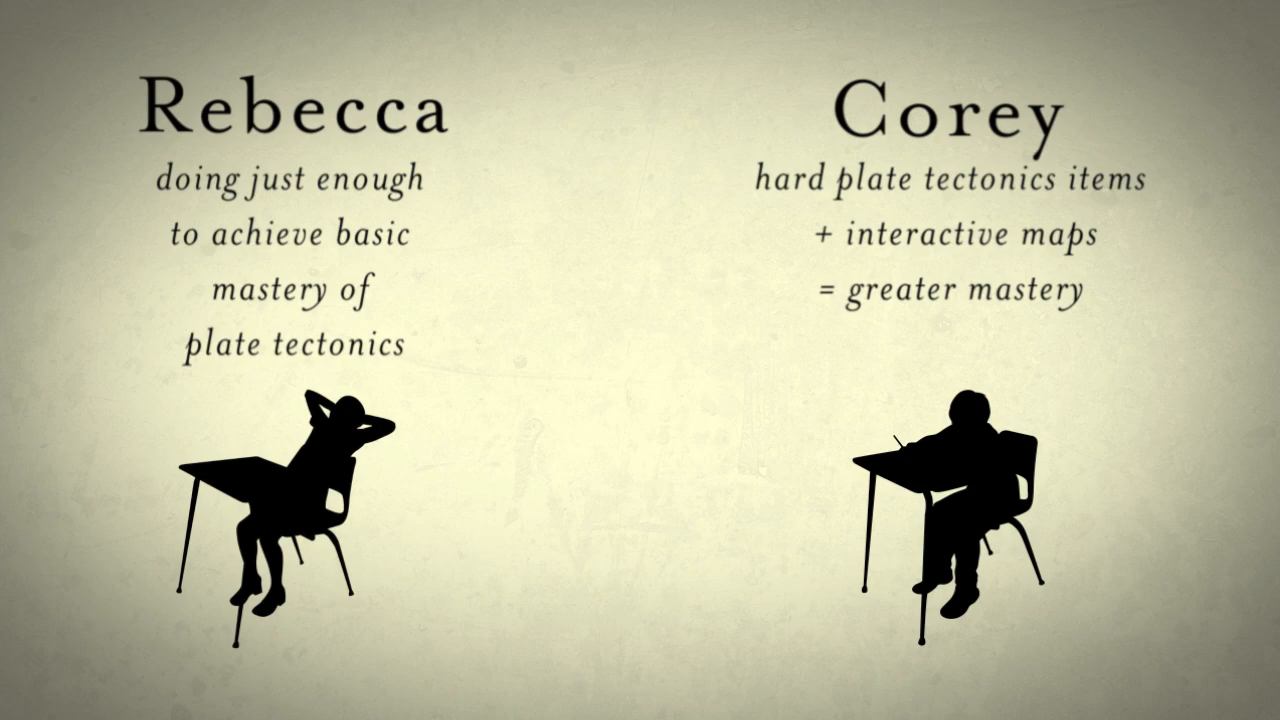 Rebecca
doing just enough
to achieve basic
mastery of
plate tectonics
Corey
hard plate tectonics items
+ interactive maps
= greater mastery